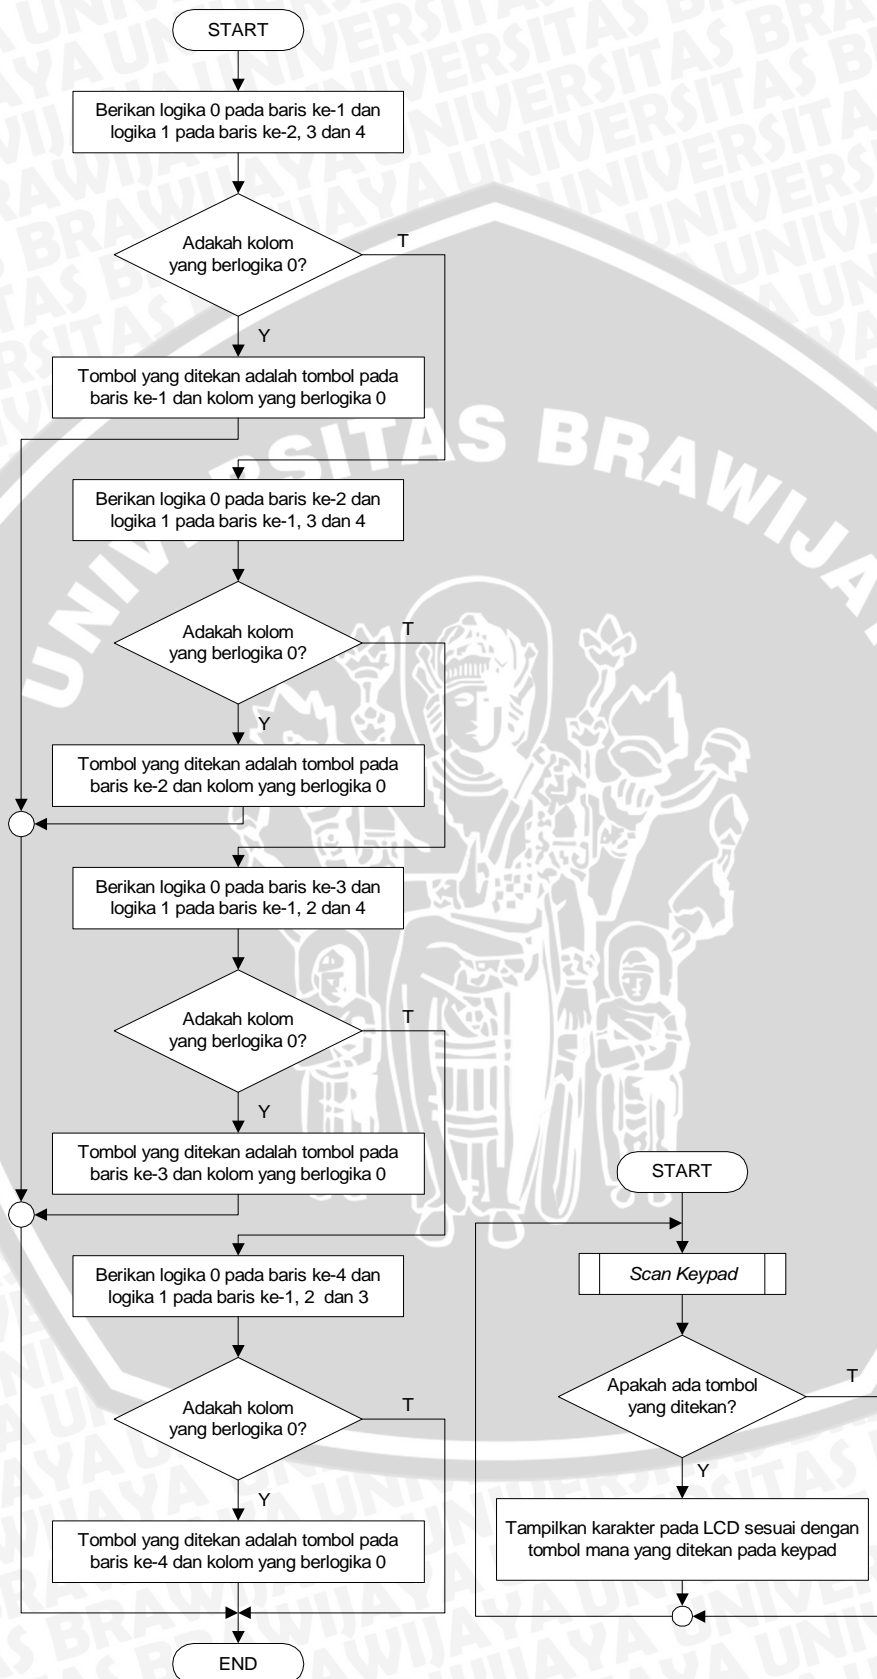 START
Berikan logika 0 pada baris ke-1 dan
logika 1 pada baris ke-2, 3 dan 4
Adakah kolom
yang berlogika 0?
T
Y
Tombol yang ditekan adalah tombol pada
baris ke-1 dan kolom yang berlogika 0
UNIVERSITAS BRAWIJAYA
Berikan logika 0 pada baris ke-2 dan
logika 1 pada baris ke-1, 3 dan 4
Adakah kolom
yang berlogika 0?
T
Y
Tombol yang ditekan adalah tombol pada
baris ke-2 dan kolom yang berlogika 0
Berikan logika 0 pada baris ke-3 dan
logika 1 pada baris ke-1, 2 dan 4
Adakah kolom
yang berlogika 0?
T
Y
Tombol yang ditekan adalah tombol pada
baris ke-3 dan kolom yang berlogika 0
Berikan logika 0 pada baris ke-4 dan
logika 1 pada baris ke-1, 2 dan 3
Adakah kolom
yang berlogika 0?
T
Y
Tombol yang ditekan adalah tombol pada
baris ke-4 dan kolom yang berlogika 0
END
START
Scan Keypad
Apakah ada tombol
yang ditekan?
T
Y
Tampilkan karakter pada LCD sesuai dengan
tombol mana yang ditekan pada keypad